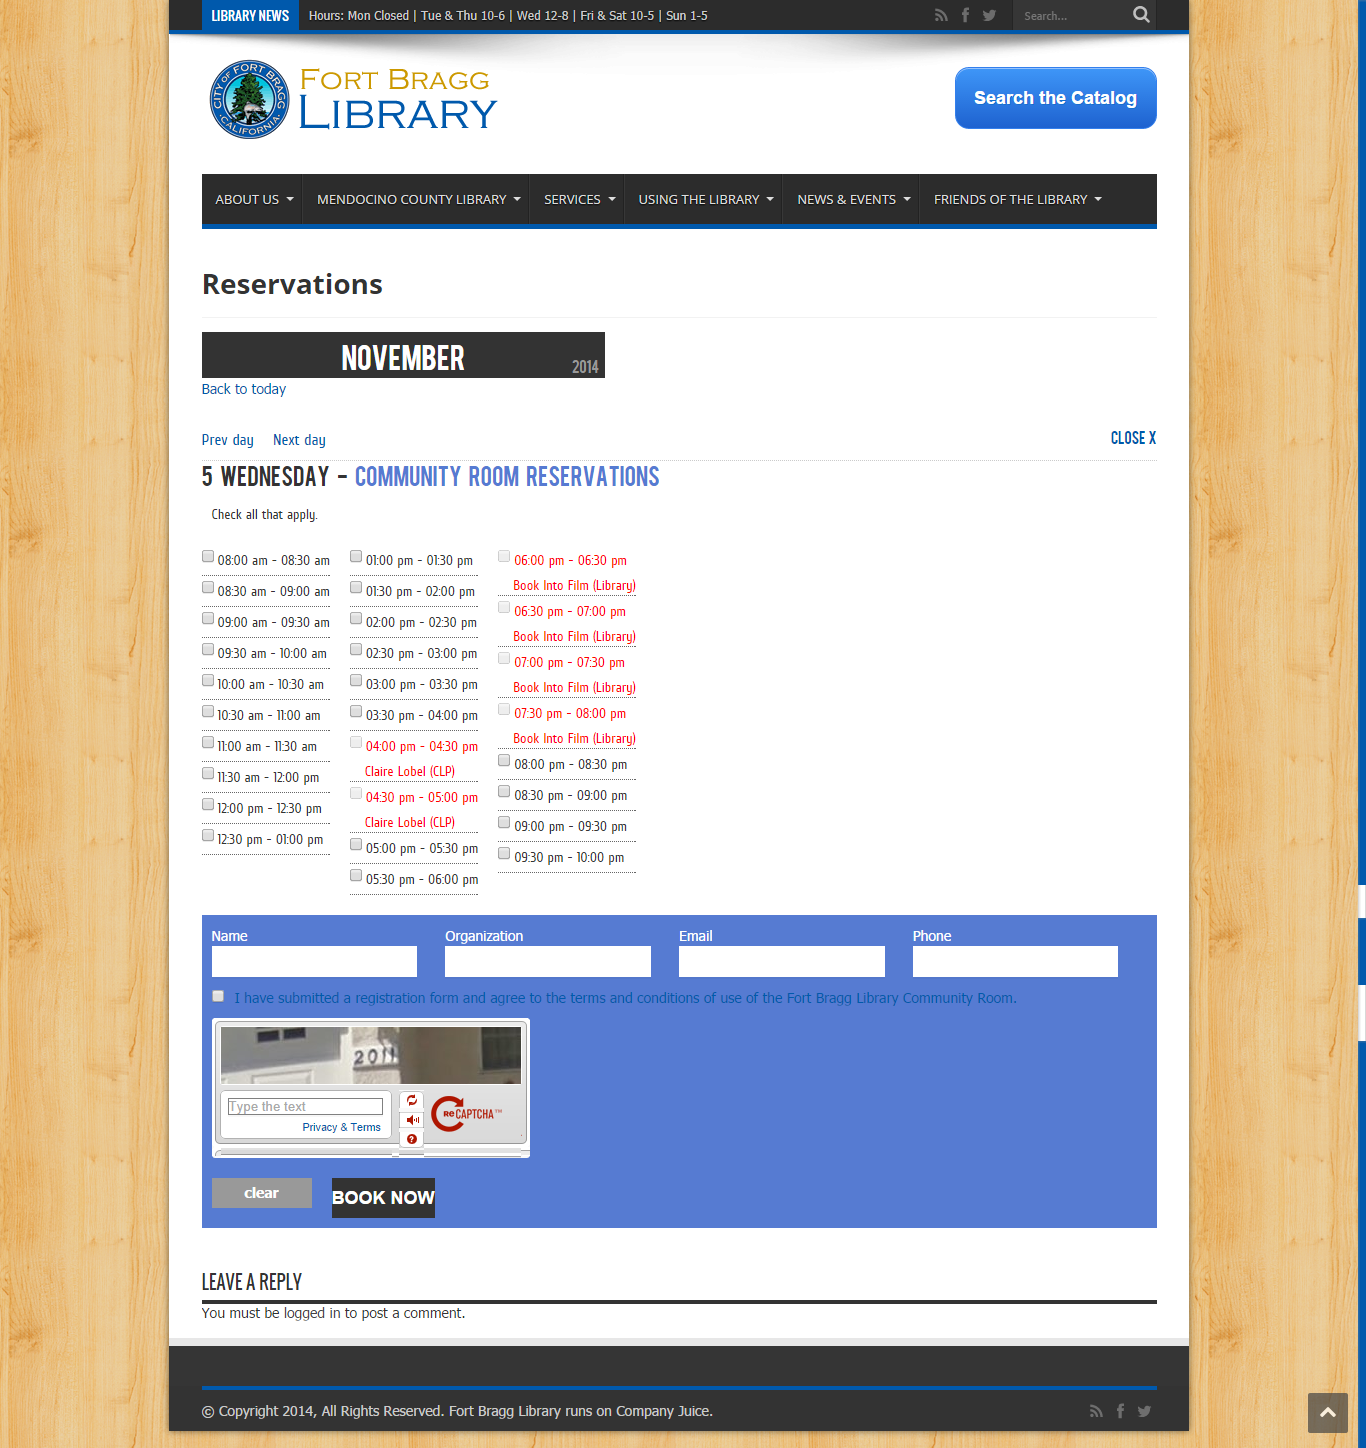 LIBRARY NEWS Hours: Mon Closed | Tue & Thu 10-6 | Wed 12-8 | Fri & Sat 10-5 | Sun 1-5 Search...
CITY OF FORT BRAGG
CALIFORNIA
FORT BRAGG
LIBRARY
Search the Catalog
ABOUT US MENDOCINO COUNTY LIBRARY SERVICES USING THE LIBRARY NEWS & EVENTS FRIENDS OF THE LIBRARY
Reservations
NOVEMBER 2014
Back to today
Prev day Next day CLOSE X
5 WEDNESDAY - COMMUNITY ROOM RESERVATIONS
Check all that apply.
08:00 am - 08:30 am
08:30 am - 09:00 am
09:00 am - 09:30 am
09:30 am - 10:00 am
10:00 am - 10:30 am
10:30 am - 11:00 am
11:00 am - 11:30 am
11:30 am - 12:00 pm
12:00 pm - 12:30 pm
12:30 pm - 01:00 pm
01:00 pm - 01:30 pm
01:30 pm - 02:00 pm
02:00 pm - 02:30 pm
02:30 pm - 03:00 pm
03:00 pm - 03:30 pm
03:30 pm - 04:00 pm
04:00 pm - 04:30 pm
Claire Lobel (CLP)
04:30 pm - 05:00 pm
Claire Lobel (CLP)
05:00 pm - 05:30 pm
05:30 pm - 06:00 pm
06:00 pm - 06:30 pm
Book Into Film (Library)
06:30 pm - 07:00 pm
Book Into Film (Library)
07:00 pm - 07:30 pm
Book Into Film (Library)
07:30 pm - 08:00 pm
Book Into Film (Library)
08:00 pm - 08:30 pm
08:30 pm - 09:00 pm
09:00 pm - 09:30 pm
09:30 pm - 10:00 pm
Name Organization Email Phone
I have submitted a registration form and agree to the terms and conditions of use of the Fort Bragg Library Community Room.
2011
Type the text
Privacy & Terms
reCAPTCHA™
clear BOOK NOW
LEAVE A REPLY
You must be logged in to post a comment.
© Copyright 2014, All Rights Reserved. Fort Bragg Library runs on Company Juice.